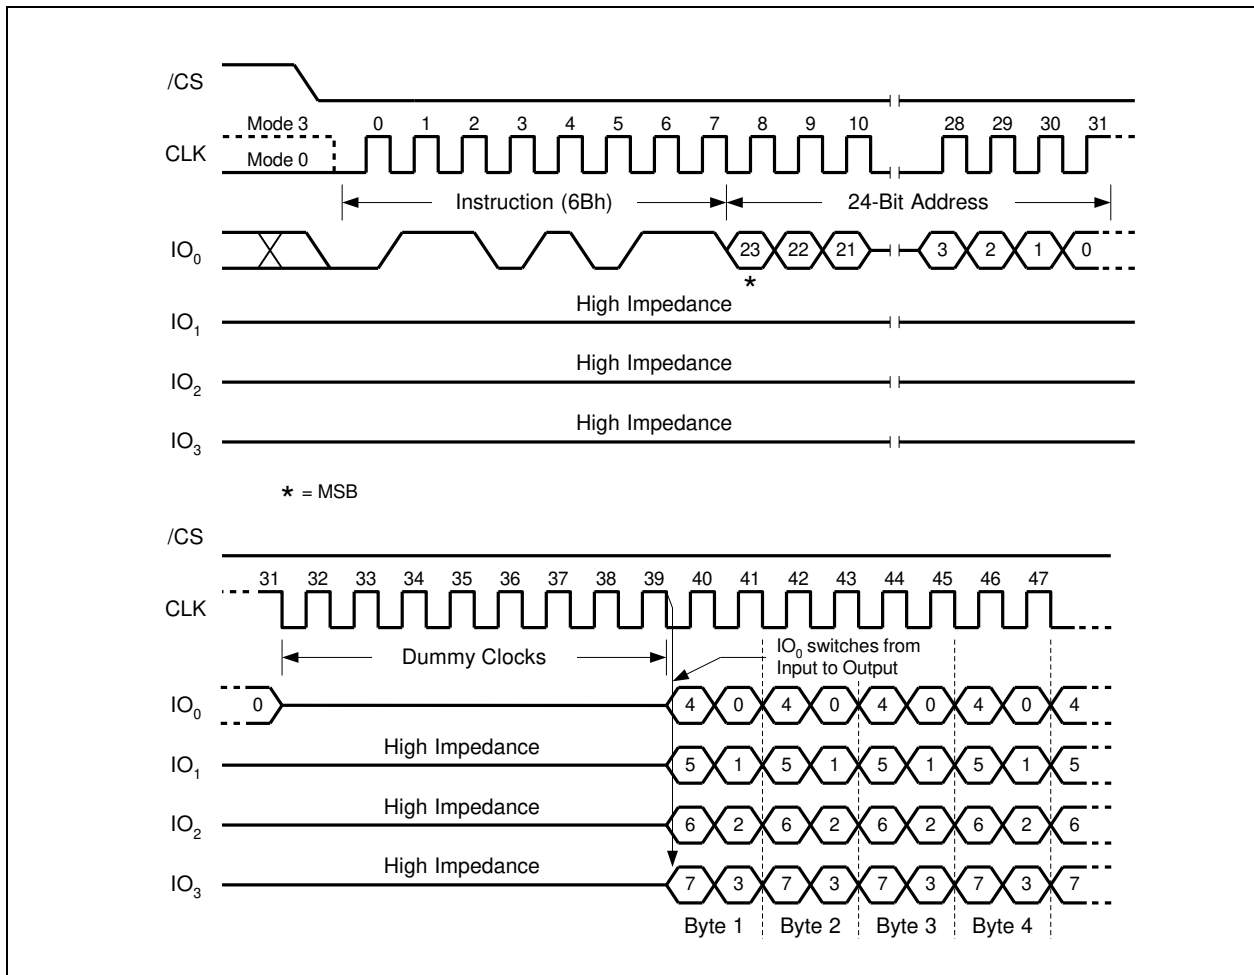 /CS
Mode 3 0 1 2 3 4 5 6 7 8 9 10 28 29 30 31
CLK
Mode 0
Instruction (6Bh) 24-Bit Address
IO0 23 22 21 3 2 1 0
*
High Impedance
IO1
High Impedance
IO2
High Impedance
IO3
* = MSB
/CS
31 32 33 34 35 36 37 38 39 40 41 42 43 44 45 46 47
CLK
Dummy Clocks
IO0 switches from
Input to Output
IO0 0 4 0 4 0 4 0 4 0 4
High Impedance
IO1 5 1 5 1 5 1 5 1 5
High Impedance
IO2 6 2 6 2 6 2 6 2 6
High Impedance
IO3 7 3 7 3 7 3 7 3 7
Byte 1 Byte 2 Byte 3 Byte 4